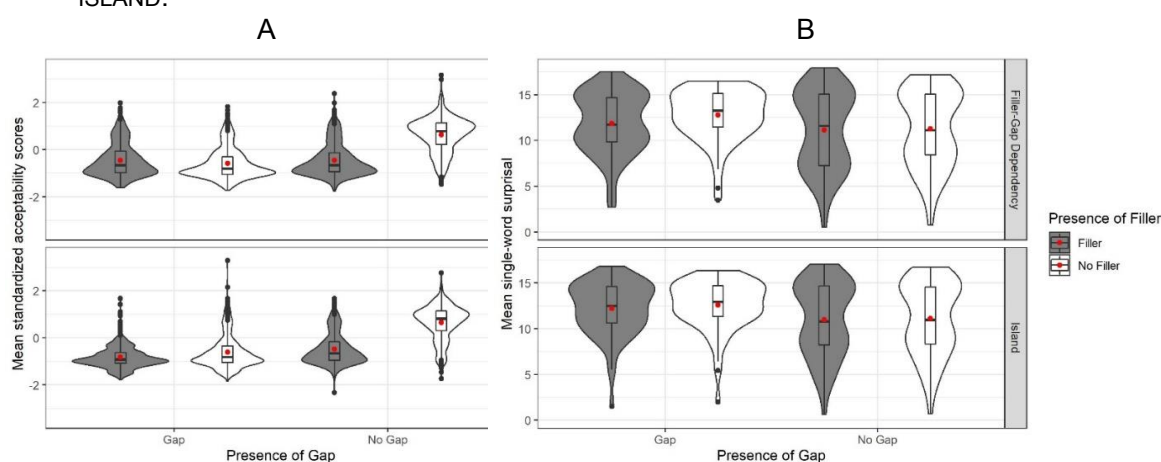 ISLAND.
A
B
Mean standardized acceptability scores
2
0
-2
2
0
-2
Gap
No Gap
Presence of Gap
Mean single-word surprisal
15
10
5
0
15
10
5
0
Gap
No Gap
Presence of Gap
Filler-Gap Dependency
Island
Presence of Filler
Filler
No Filler